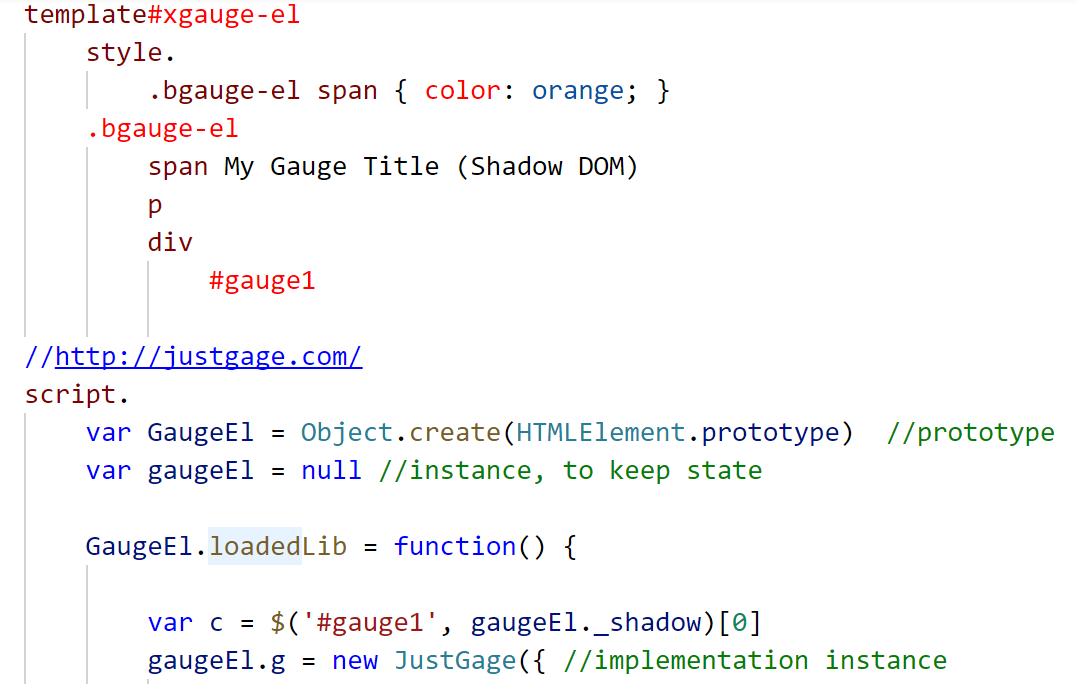 template#xgauge-el
style.
.bgauge-el span { color: orange; }
.bgauge-el
span My Gauge Title (Shadow DOM)
p
div
#gauge1
//http://justgage.com/
script.
var GaugeEl = Object.create(HTMLElement.prototype)  //prototype
var gaugeEl = null //instance, to keep state
GaugeEl.loadedLib = function() {
var c = $('#gauge1', gaugeEl._shadow)[0]
gaugeEl.g = new JustGage({ //implementation instance